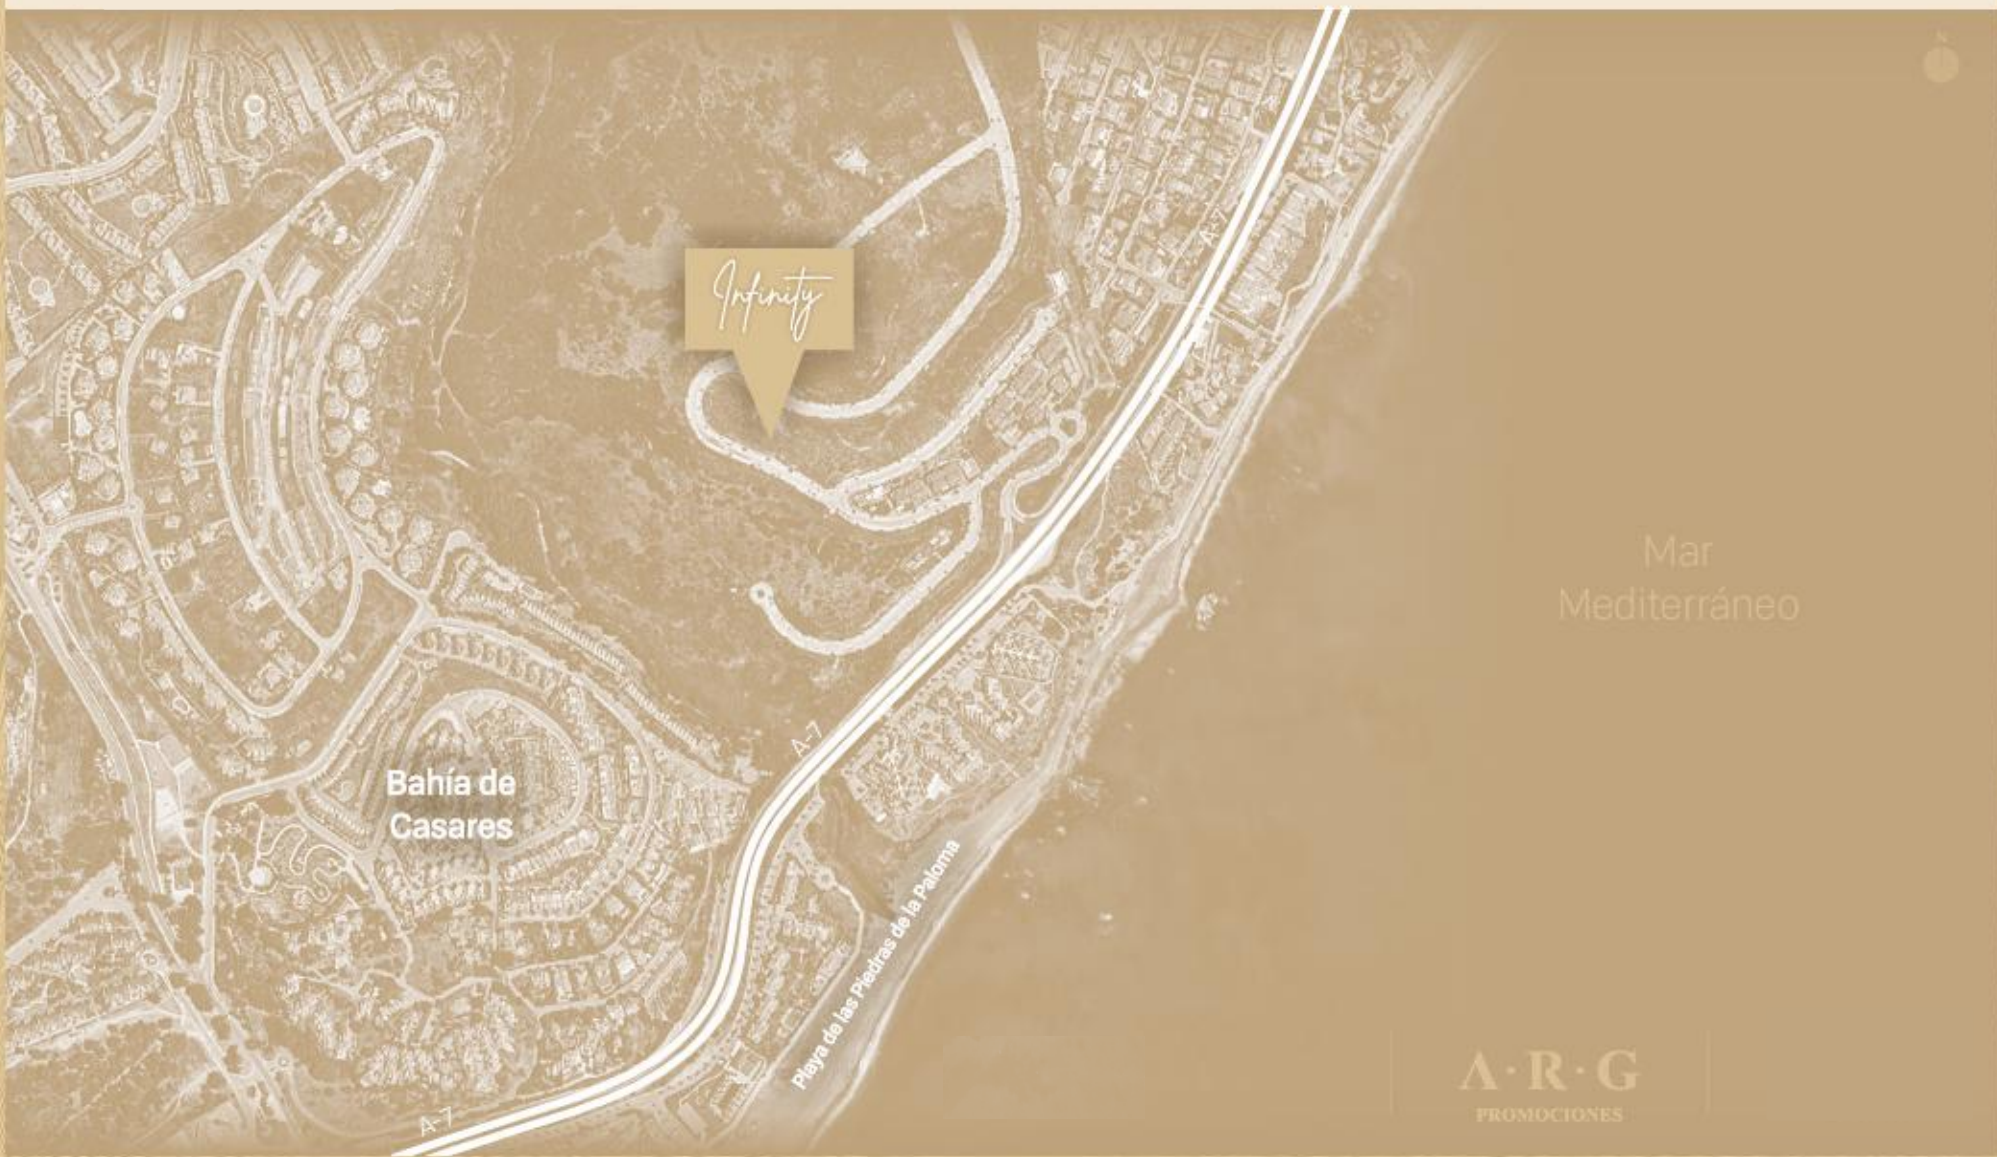 N
A-7
Infinity
Mar
Mediterráneo
A-7
Bahía de
Casares
Playa de las Piedras de la Paloma
A·R·G
PROMOCIONES
A-7